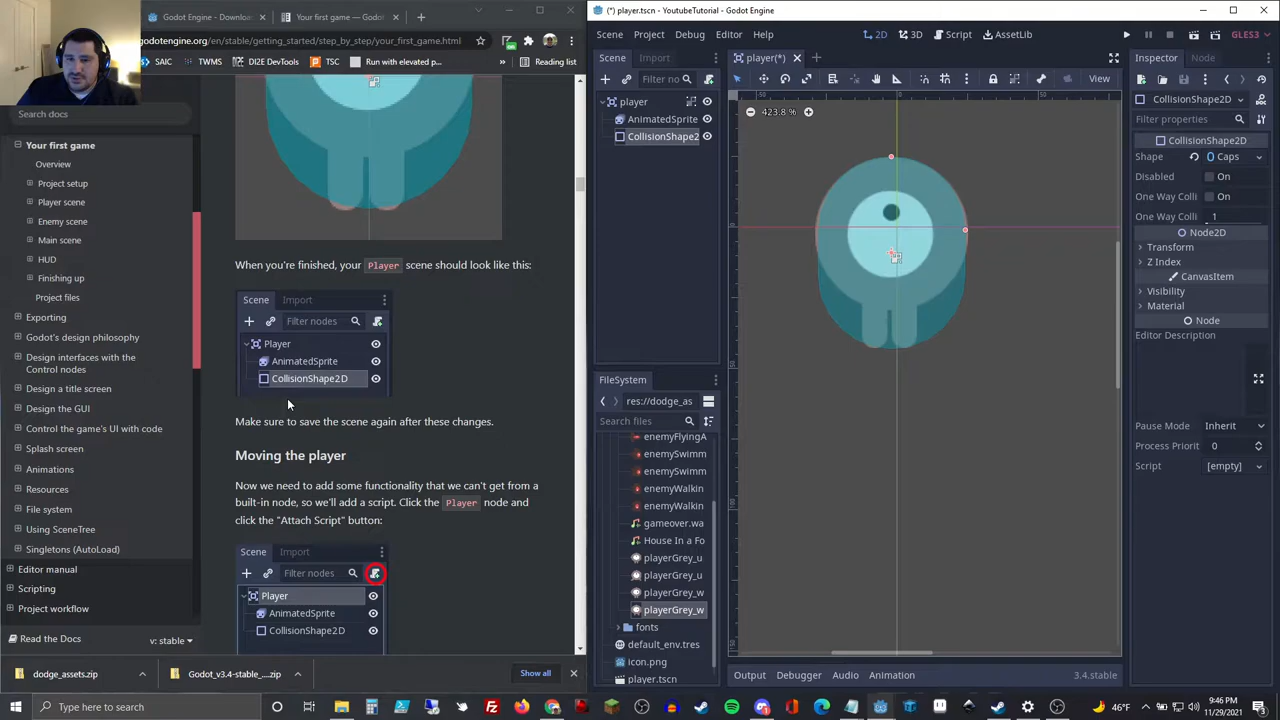 Godot Engine - Downloa
Your first game — Godot
odotengine.org/en/stable/getting_started/step_by_step/your_first_game.html
SAIC
TWMTC
DI2E DevTools
TSC
Run with elevated p...
Reading list
Search docs
Your first game
Overview
Project setup
Player scene
Enemy scene
Main scene
HUD
Finishing up
Project files
Exporting
Godot's design philosophy
Design interfaces with the
Control nodes
Design a title screen
Design the GUI
Control the game's UI with code
Splash screen
Animations
Resources
File system
Using SceneTree
Singletons (AutoLoad)
Editor manual
Scripting
Project workflow
Read the Docs
v: stable
When you're finished, your Player scene should look like this:
Scene
Import
Filter nodes
Player
AnimatedSprite
CollisionShape2D
Make sure to save the scene again after these changes.
Moving the player
Now we need to add some functionality that we can't get from a
built-in node, so we'll add a script. Click the Player node and
click the "Attach Script" button:
Scene
Import
Filter nodes
Player
AnimatedSprite
CollisionShape2D
dodge_assets.zip
Godot_v3.4-stable_....zip
Show all
(*) player.tscn - YoutubeTutorial - Godot Engine
Scene
Project
Debug
Editor
Help
2D
3D
Script
AssetLib
GLES3
Scene
Import
Filter no
player
AnimatedSprite
CollisionShape2
FileSystem
res://dodge_as
Search files
enemyFlyingA
enemySwimm
enemySwimm
enemyWalkin
enemyWalkin
gameover.wa
House In a Fo
playerGrey_u
playerGrey_u
playerGrey_w
playerGrey_w
fonts
default_env.tres
icon.png
player.tscn
player(*)
View
50
0
50
423.8 %
Output
Debugger
Audio
Animation
3.4.stable
Inspector
Node
CollisionShape2D
Filter properties
CollisionShape2D
Shape
Caps
Disabled
On
One Way Colli
On
One Way Colli
1
Node2D
Transform
Z Index
CanvasItem
Visibility
Material
Node
Editor Description
Pause Mode
Inherit
Process Priorit
0
Script
[empty]
Type here to search
46°F
9:46 PM
11/29/2021